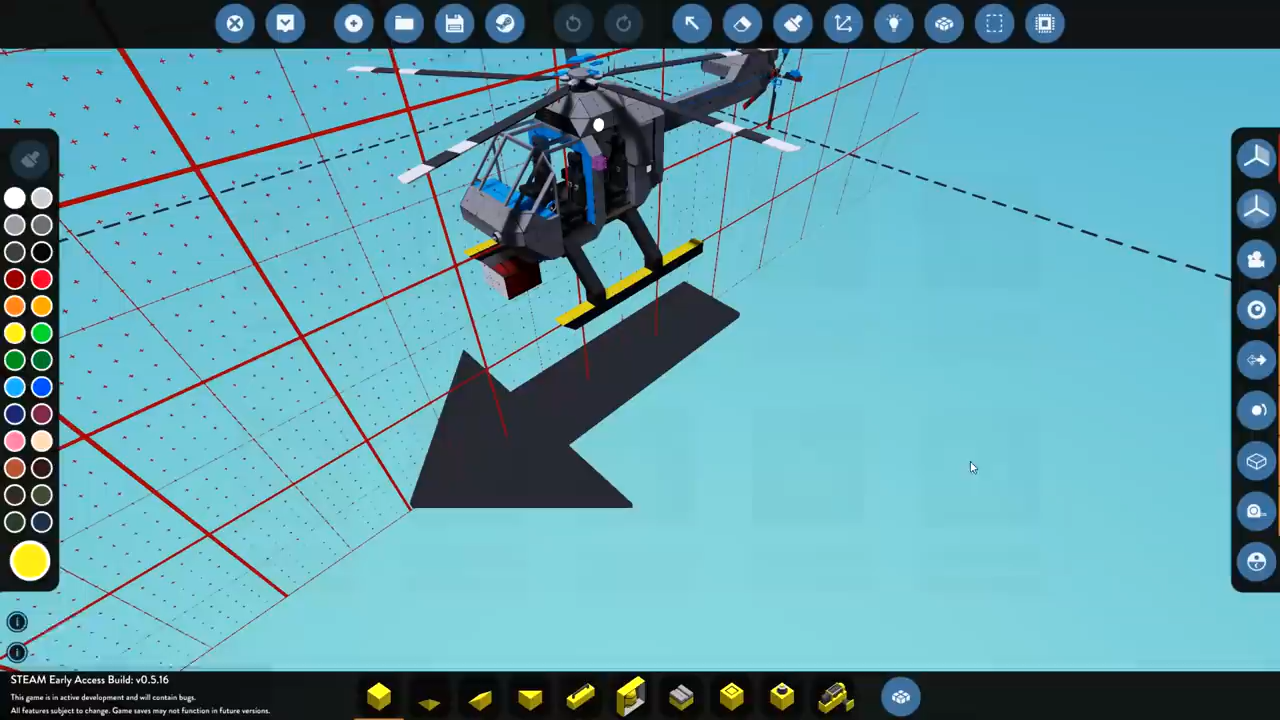 STEAM Early Access Build: v0.5.16
This game is in active development and will contain bugs.
All features subject to change. Game saves may not function in future versions.